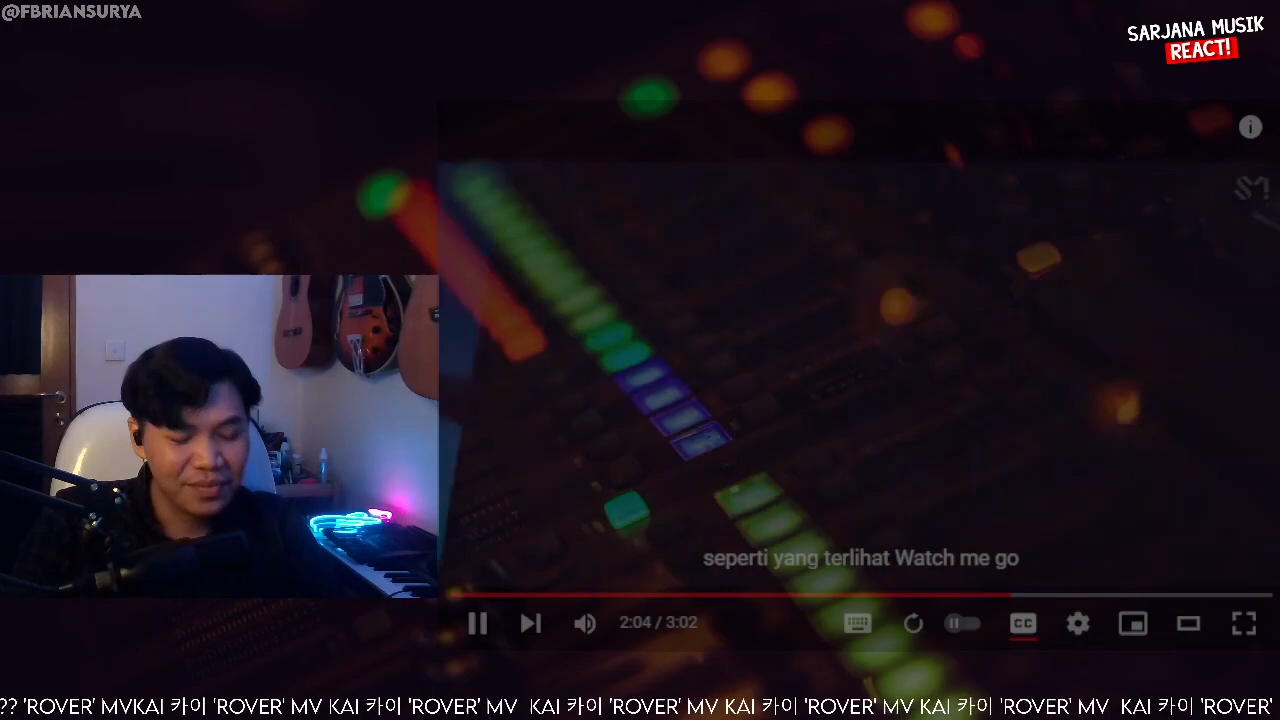 @FBRIANSURYA
SARJANA MUSIK
REACT!
SM!
seperti yang terlihat Watch me go
2:04 / 3:02
CC
?? 'ROVER' MVKAI 카이 'ROVER' MV KAI 카이 'ROVER' MV KAI 카이 'ROVER' MV KAI 카이 'ROVER' MV KAI 카이 'ROVER' MV KAI 카이 'ROVER'